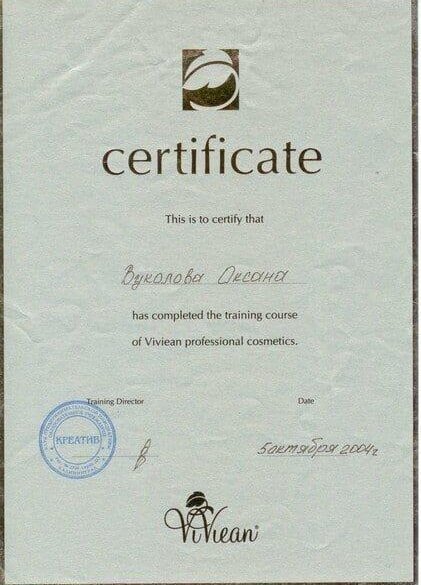 certificate
This is to certify that
Вуколова Оксана
has completed the training course
of Viviean professional cosmetics.
Training Director
Date
КРЕАТИВ
5 октября 2004г
ViViean®